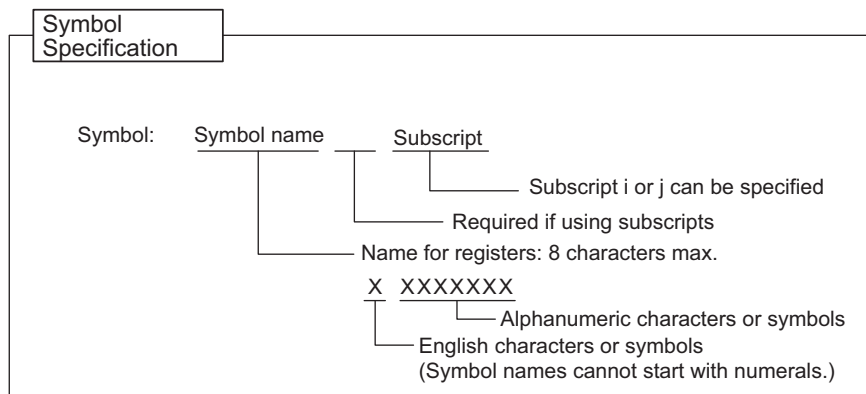 Symbol
Specification
Symbol: Symbol name Subscript
Subscript i or j can be specified
Required if using subscripts
Name for registers: 8 characters max.
X XXXXXXX
Alphanumeric characters or symbols
English characters or symbols
(Symbol names cannot start with numerals.)